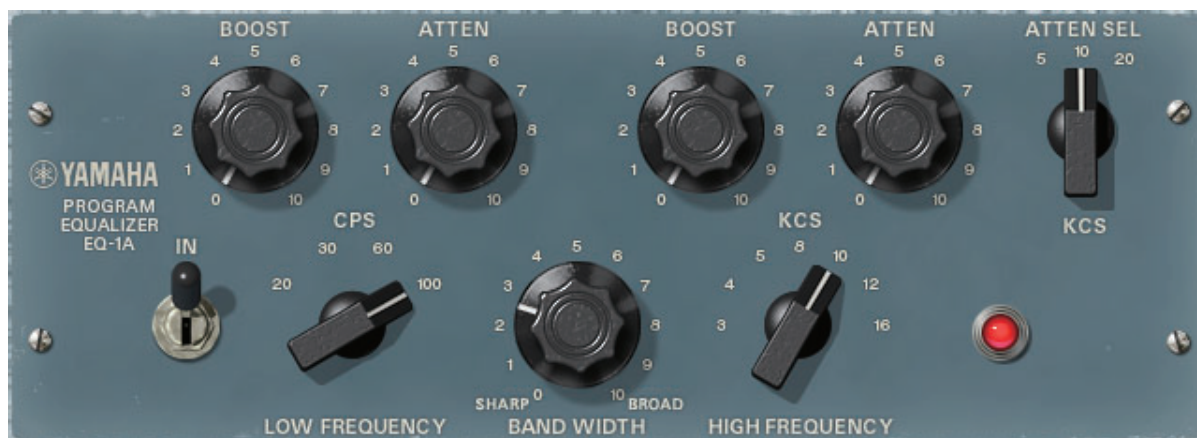 BOOST ATTEN BOOST ATTEN ATTEN SEL
0 1 2 3 4 5 6 7 8 9 10
0 1 2 3 4 5 6 7 8 9 10
0 1 2 3 4 5 6 7 8 9 10
0 1 2 3 4 5 6 7 8 9 10
5 10 20
YAMAHA
PROGRAM
EQUALIZER
EQ-1A
CPS KCS KCS
IN
20 30 60 100
0 1 2 3 4 5 6 7 8 9 10
SHARP BROAD
3 4 5 8 10 12 16
LOW FREQUENCY BAND WIDTH HIGH FREQUENCY